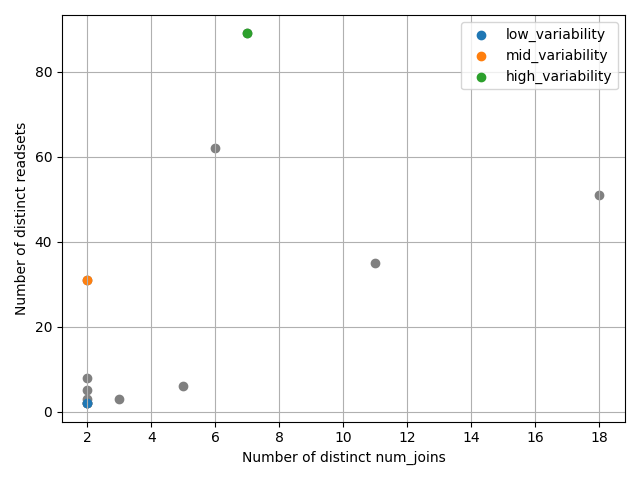 low_variability
mid_variability
high_variability
80
60
40
20
0
Number of distinct readsets
2 4 6 8 10 12 14 16 18
Number of distinct num_joins